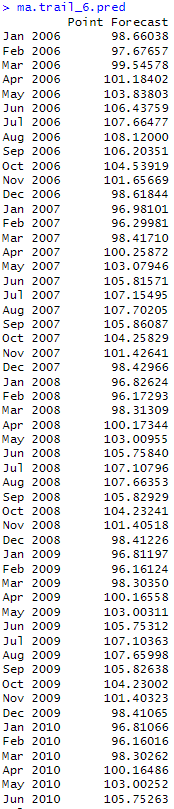 > ma.trail_6.pred
Point Forecast
Jan 2006 98.66038
Feb 2006 97.67657
Mar 2006 99.54578
Apr 2006 101.18402
May 2006 103.83803
Jun 2006 106.43759
Jul 2006 107.66477
Aug 2006 108.12000
Sep 2006 106.20351
Oct 2006 104.53919
Nov 2006 101.65669
Dec 2006 98.61844
Jan 2007 96.98101
Feb 2007 96.29981
Mar 2007 98.41710
Apr 2007 100.25872
May 2007 103.07946
Jun 2007 105.81571
Jul 2007 107.15495
Aug 2007 107.70205
Sep 2007 105.86087
Oct 2007 104.25829
Nov 2007 101.42641
Dec 2007 98.42966
Jan 2008 96.82624
Feb 2008 96.17293
Mar 2008 98.31309
Apr 2008 100.17344
May 2008 103.00955
Jun 2008 105.75840
Jul 2008 107.10796
Aug 2008 107.66353
Sep 2008 105.82929
Oct 2008 104.23241
Nov 2008 101.40518
Dec 2008 98.41226
Jan 2009 96.81197
Feb 2009 96.16124
Mar 2009 98.30350
Apr 2009 100.16558
May 2009 103.00311
Jun 2009 105.75312
Jul 2009 107.10363
Aug 2009 107.65998
Sep 2009 105.82638
Oct 2009 104.23002
Nov 2009 101.40323
Dec 2009 98.41065
Jan 2010 96.81066
Feb 2010 96.16016
Mar 2010 98.30262
Apr 2010 100.16486
May 2010 103.00252
Jun 2010 105.75263